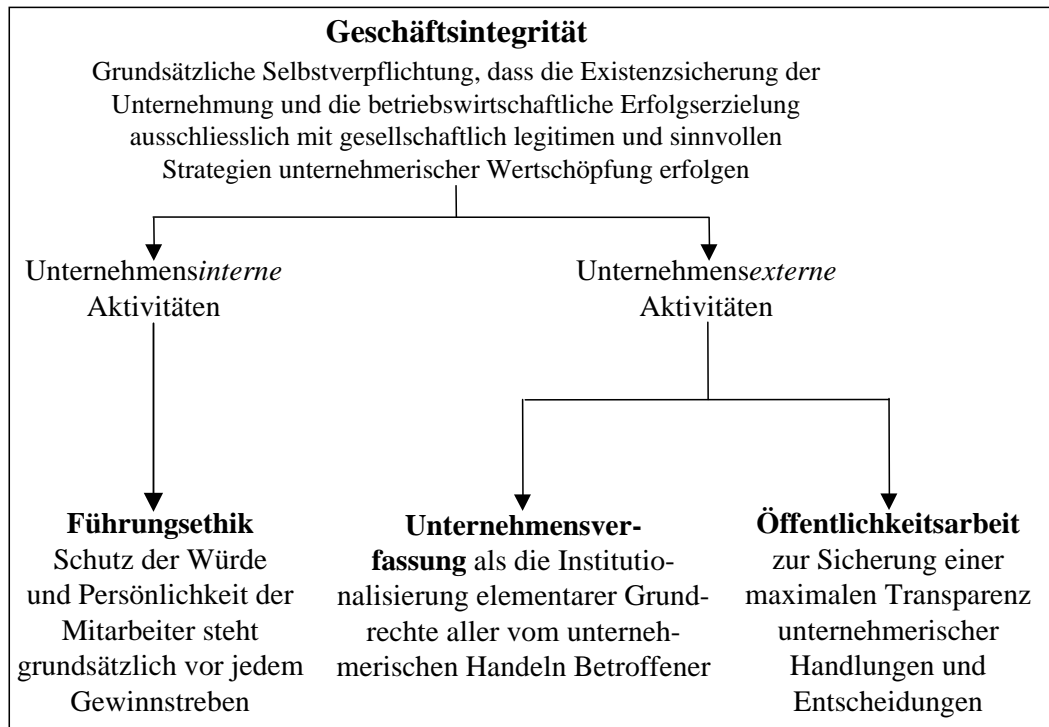 Geschäftsintegrität
Grundsätzliche Selbstverpflichtung, dass die Existenzsicherung der
Unternehmung und die betriebswirtschaftliche Erfolgserzielung
ausschliesslich mit gesellschaftlich legitimen und sinnvollen
Strategien unternehmerischer Wertschöpfung erfolgen
Unternehmensinterne
Aktivitäten
Unternehmensexterne
Aktivitäten
Führungsethik
Schutz der Würde
und Persönlichkeit der
Mitarbeiter steht
grundsätzlich vor jedem
Gewinnstreben
Unternehmensver-
fassung als die Institutio-
nalisierung elementarer Grund-
rechte aller vom unterneh-
merischen Handeln Betroffener
Öffentlichkeitsarbeit
zur Sicherung einer
maximalen Transparenz
unternehmerischer
Handlungen und
Entscheidungen